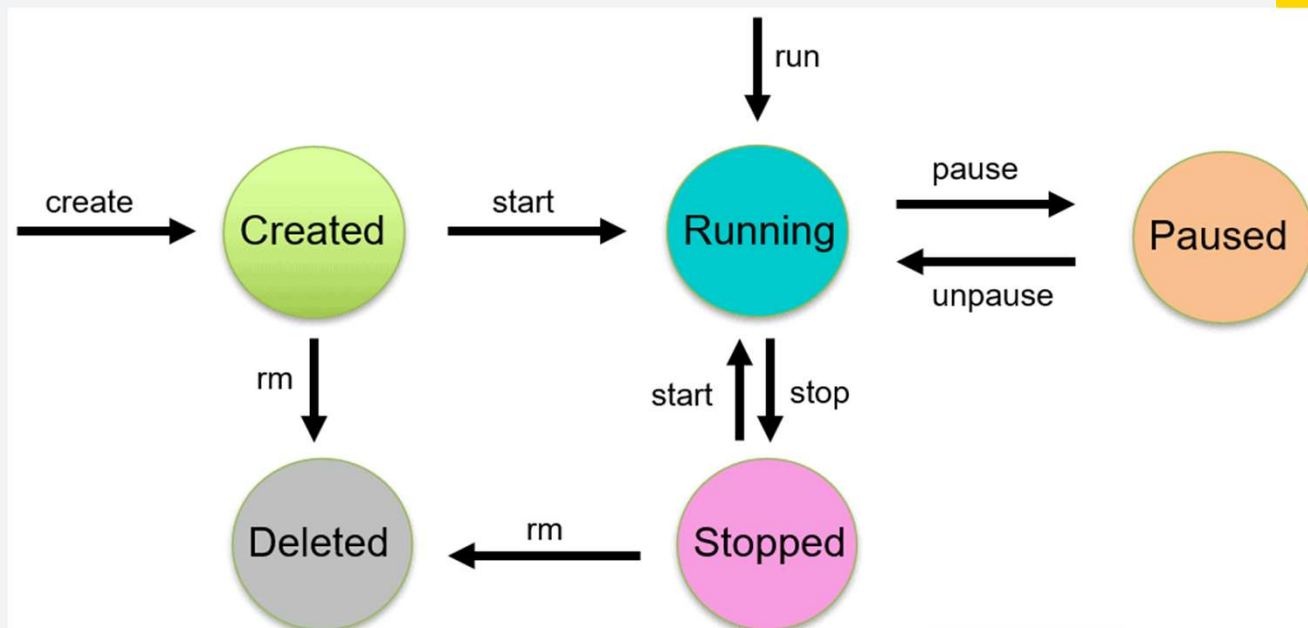 run
create
Created
start
Running
pause
unpause
Paused
rm
start
stop
Deleted
rm
Stopped